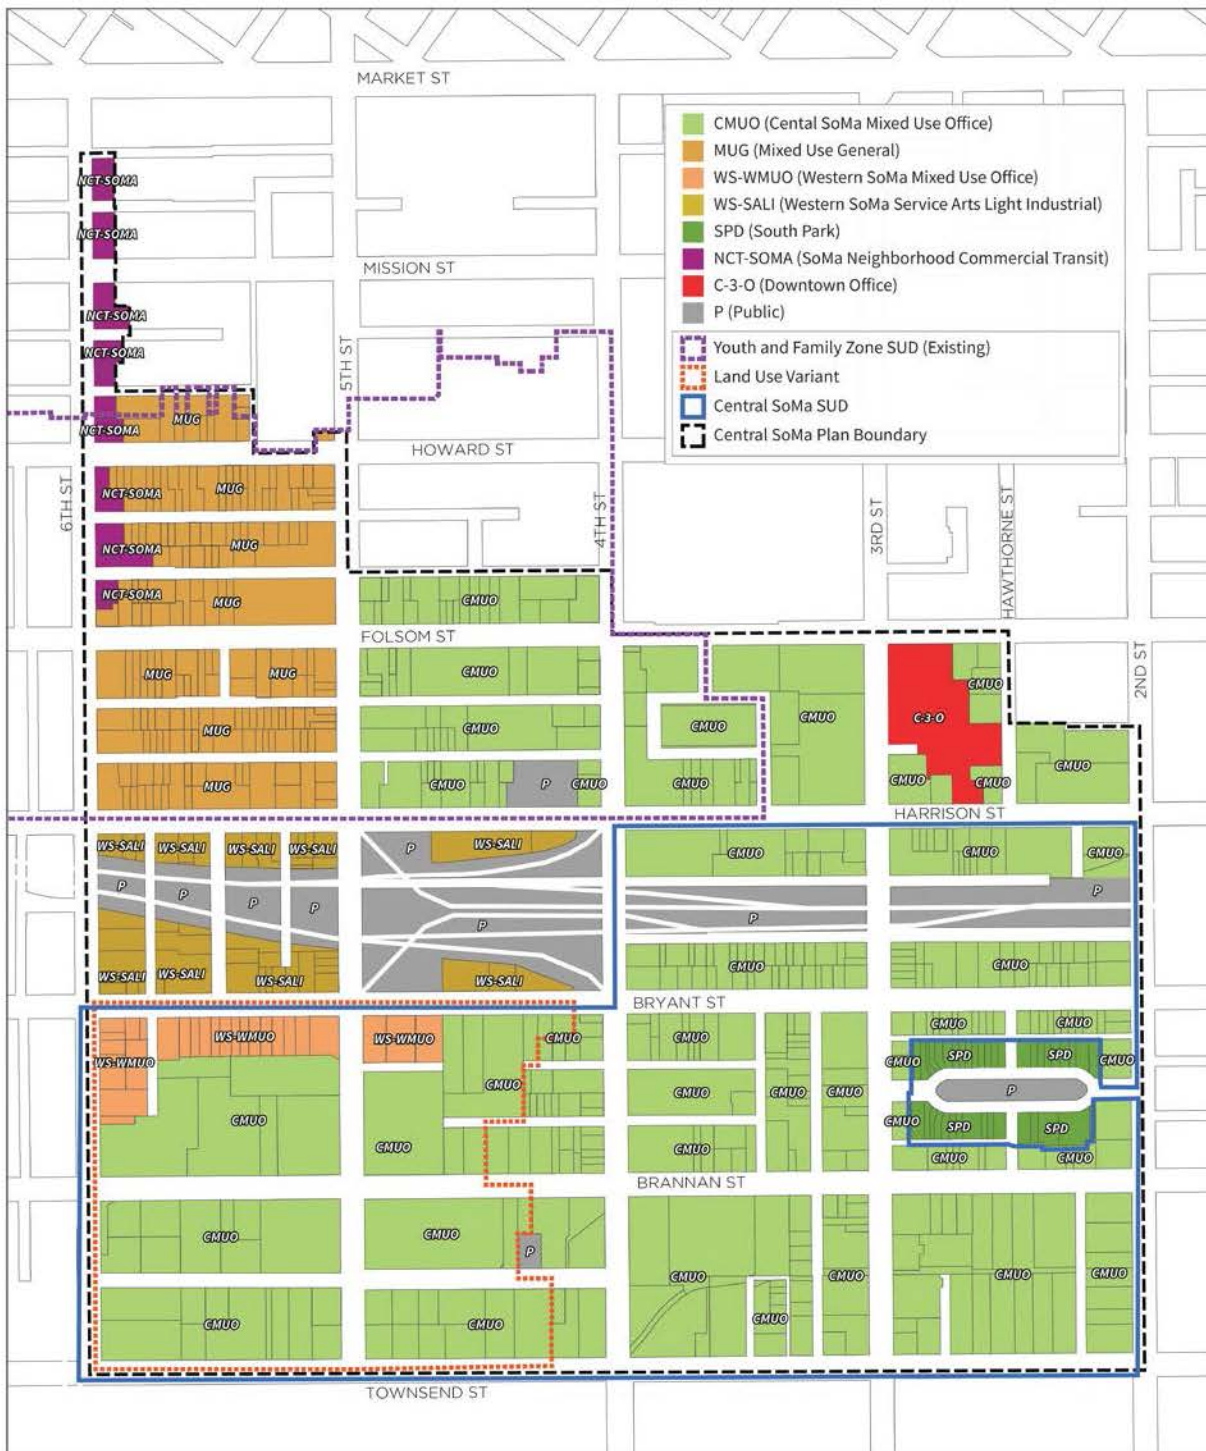 MARKET ST
CMUO (Cental SoMa Mixed Use Office)
MUG (Mixed Use General)
WS-WMUO (Western SoMa Mixed Use Office)
WS-SALI (Western SoMa Service Arts Light Industrial)
SPD (South Park)
NCT-SOMA (SoMa Neighborhood Commercial Transit)
C-3-O (Downtown Office)
P (Public)
Youth and Family Zone SUD (Existing)
Land Use Variant
Central SoMa SUD
Central SoMa Plan Boundary
NCT-SOMA
NCT-SOMA
MISSION ST
NCT-SOMA
NCT-SOMA
5TH ST
MUG
NCT-SOMA
HOWARD ST
6TH ST
4TH ST
3RD ST
HAWTHORNE ST
2ND ST
NCT-SOMA
MUG
NCT-SOMA
MUG
NCT-SOMA
MUG
CMUO
FOLSOM ST
MUG
MUG
CMUO
CMUO
MUG
CMUO
CMUO
CMUO
C-3-O
CMUO
MUG
CMUO
P
CMUO
CMUO
CMUO
CMUO
HARRISON ST
WS-SALI
WS-SALI
WS-SALI
WS-SALI
P
WS-SALI
CMUO
CMUO
CMUO
P
P
P
P
P
P
P
WS-SALI
WS-SALI
WS-SALI
WS-SALI
CMUO
CMUO
BRYANT ST
WS-WMUO
WS-WMUO
WS-WMUO
CMUO
CMUO
CMUO
CMUO
CMUO
SPD
SPD
CMUO
CMUO
CMUO
CMUO
CMUO
CMUO
P
CMUO
CMUO
CMUO
CMUO
SPD
SPD
CMUO
CMUO
BRANNAN ST
CMUO
CMUO
P
CMUO
CMUO
CMUO
CMUO
CMUO
CMUO
CMUO
TOWNSEND ST